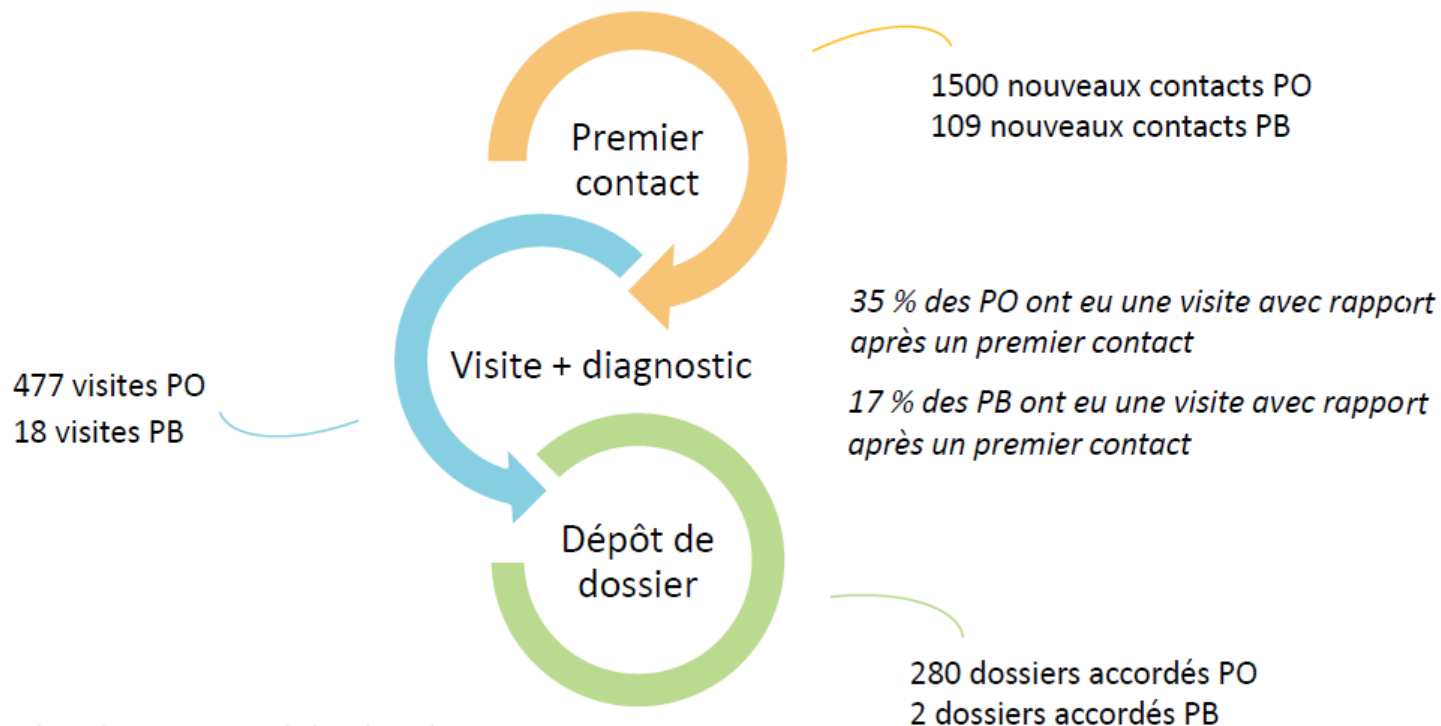 1500 nouveaux contacts PO
109 nouveaux contacts PB
Premier
contact
35 % des PO ont eu une visite avec rapport
après un premier contact
Visite + diagnostic
477 visites PO
18 visites PB
17 % des PB ont eu une visite avec rapport
après un premier contact
Dépôt de
dossier
280 dossiers accordés PO
2 dossiers accordés PB